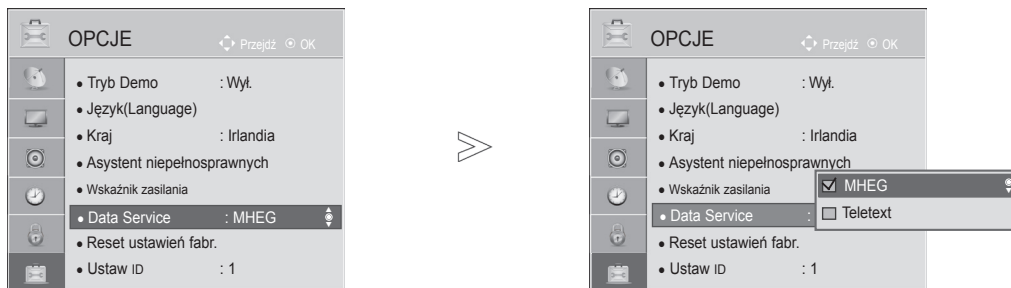 OPCJE
Przejdź OK
• Tryb Demo : Wył.
• Język(Language)
• Kraj : Irlandia
• Asystent niepełnosprawnych
• Wskaźnik zasilania
• Data Service : MHEG
• Reset ustawień fabr.
• Ustaw ID : 1
OPCJE
Przejdź OK
• Tryb Demo : Wył.
• Język(Language)
• Kraj : Irlandia
• Asystent niepełnosprawnych
• Wskaźnik zasilania
MHEG
• Data Service :
Teletext
• Reset ustawień fabr.
• Ustaw ID : 1